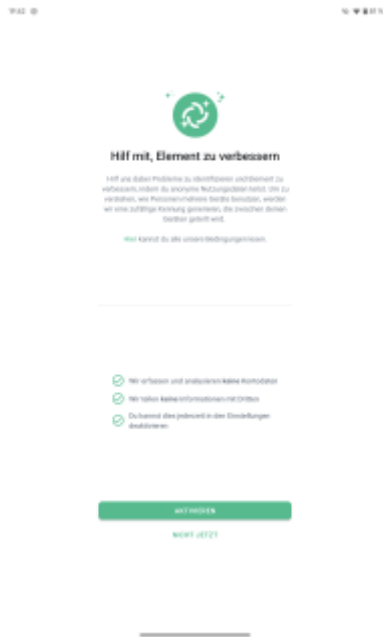 Hilf mit, Element zu verbessern
Hilf uns dabei Probleme zu identifizieren und Element zu
verbessern, indem du anonyme Nutzungsdaten teilst. Um zu
verstehen, wie Personen mehrere Geräte benutzen, werden
wir eine zufällige Kennung generieren, die zwischen deinen
Geräten geteilt wird.
Hier kannst du alle unsere Bedingungen lesen.
Wir erfassen und analysieren keine Kontodaten
Wir teilen keine Informationen mit Dritten
Du kannst dies jederzeit in den Einstellungen
deaktivieren
AKTIVIEREN
NICHT JETZT